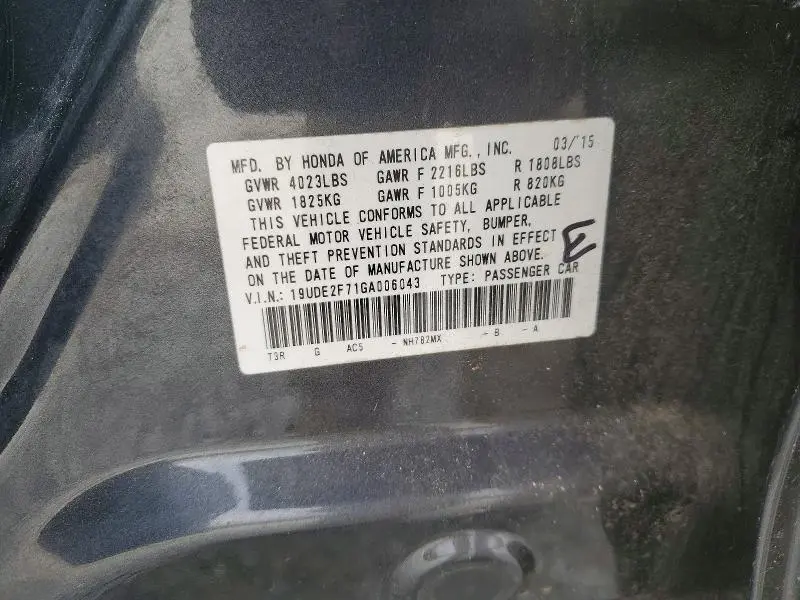 MFD. BY HONDA OF AMERICA MFG., INC. 03/'15
GVWR 4023LBS GAWR F 2216LBS R 1808LBS
GVWR 1825KG GAWR F 1005KG R 820KG
THIS VEHICLE CONFORMS TO ALL APPLICABLE
FEDERAL MOTOR VEHICLE SAFETY, BUMPER,
AND THEFT PREVENTION STANDARDS IN EFFECT
ON THE DATE OF MANUFACTURE SHOWN ABOVE.
E
V.I.N.: 19UDE2F71GA006043 TYPE: PASSENGER CAR
T3R G AC5 - NH782MX - B - A